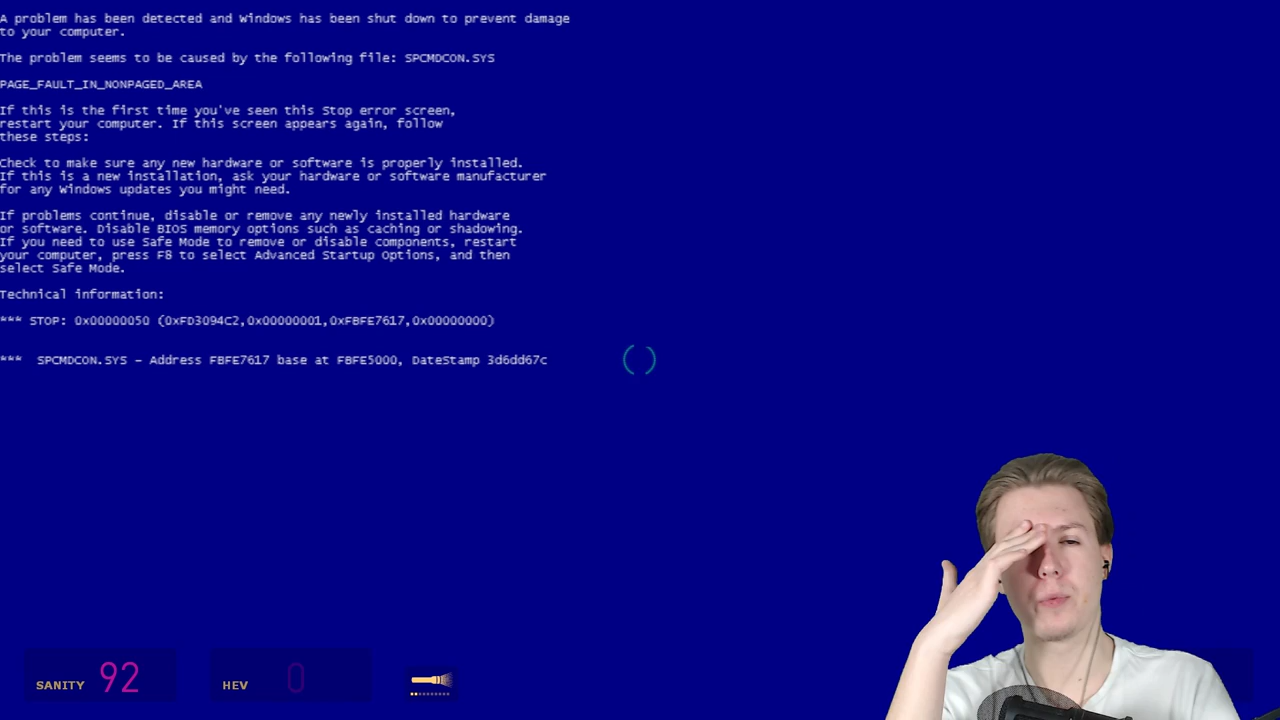 A problem has been detected and Windows has been shut down to prevent damage
to your computer.
The problem seems to be caused by the following file: SPCMDCON.SYS
PAGE_FAULT_IN_NONPAGED_AREA
If this is the first time you've seen this Stop error screen,
restart your computer. If this screen appears again, follow
these steps:
Check to make sure any new hardware or software is properly installed.
If this is a new installation, ask your hardware or software manufacturer
for any Windows updates you might need.
If problems continue, disable or remove any newly installed hardware
or software. Disable BIOS memory options such as caching or shadowing.
If you need to use Safe Mode to remove or disable components, restart
your computer, press F8 to select Advanced Startup Options, and then
select Safe Mode.
Technical information:
*** STOP: 0x00000050 (0xFD3094C2,0x00000001,0xFBFE7617,0x00000000)
*** SPCMDCON.SYS - Address FBFE7617 base at FBFE5000, DateStamp 3d6dd67c
SANITY 92 HEV 0